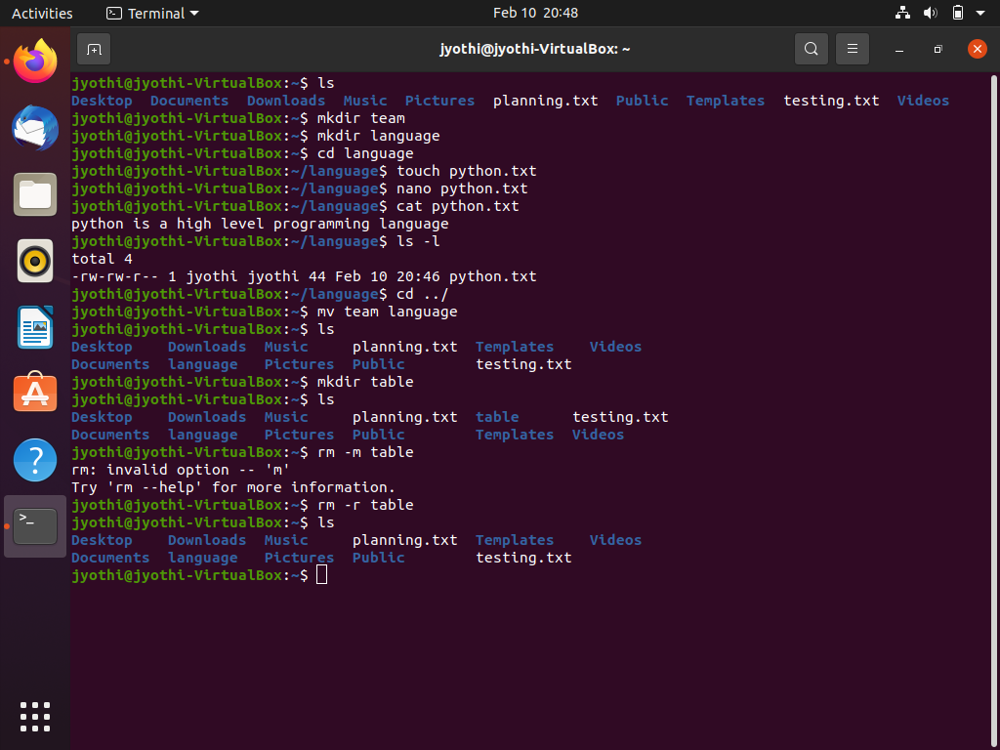 Activities Terminal Feb 10 20:48
jyothi@jyothi-VirtualBox: ~
jyothi@jyothi-VirtualBox:~$ ls
Desktop Documents Downloads Music Pictures planning.txt Public Templates testing.txt Videos
jyothi@jyothi-VirtualBox:~$ mkdir team
jyothi@jyothi-VirtualBox:~$ mkdir language
jyothi@jyothi-VirtualBox:~$ cd language
jyothi@jyothi-VirtualBox:~/language$ touch python.txt
jyothi@jyothi-VirtualBox:~/language$ nano python.txt
jyothi@jyothi-VirtualBox:~/language$ cat python.txt
python is a high level programming language
jyothi@jyothi-VirtualBox:~/language$ ls -l
total 4
-rw-rw-r-- 1 jyothi jyothi 44 Feb 10 20:46 python.txt
jyothi@jyothi-VirtualBox:~/language$ cd ../
jyothi@jyothi-VirtualBox:~$ mv team language
jyothi@jyothi-VirtualBox:~$ ls
Desktop Downloads Music planning.txt Templates Videos
Documents language Pictures Public testing.txt
jyothi@jyothi-VirtualBox:~$ mkdir table
jyothi@jyothi-VirtualBox:~$ ls
Desktop Downloads Music planning.txt table testing.txt
Documents language Pictures Public Templates Videos
jyothi@jyothi-VirtualBox:~$ rm -m table
rm: invalid option -- 'm'
Try 'rm --help' for more information.
jyothi@jyothi-VirtualBox:~$ rm -r table
jyothi@jyothi-VirtualBox:~$ ls
Desktop Downloads Music planning.txt Templates Videos
Documents language Pictures Public testing.txt
jyothi@jyothi-VirtualBox:~$